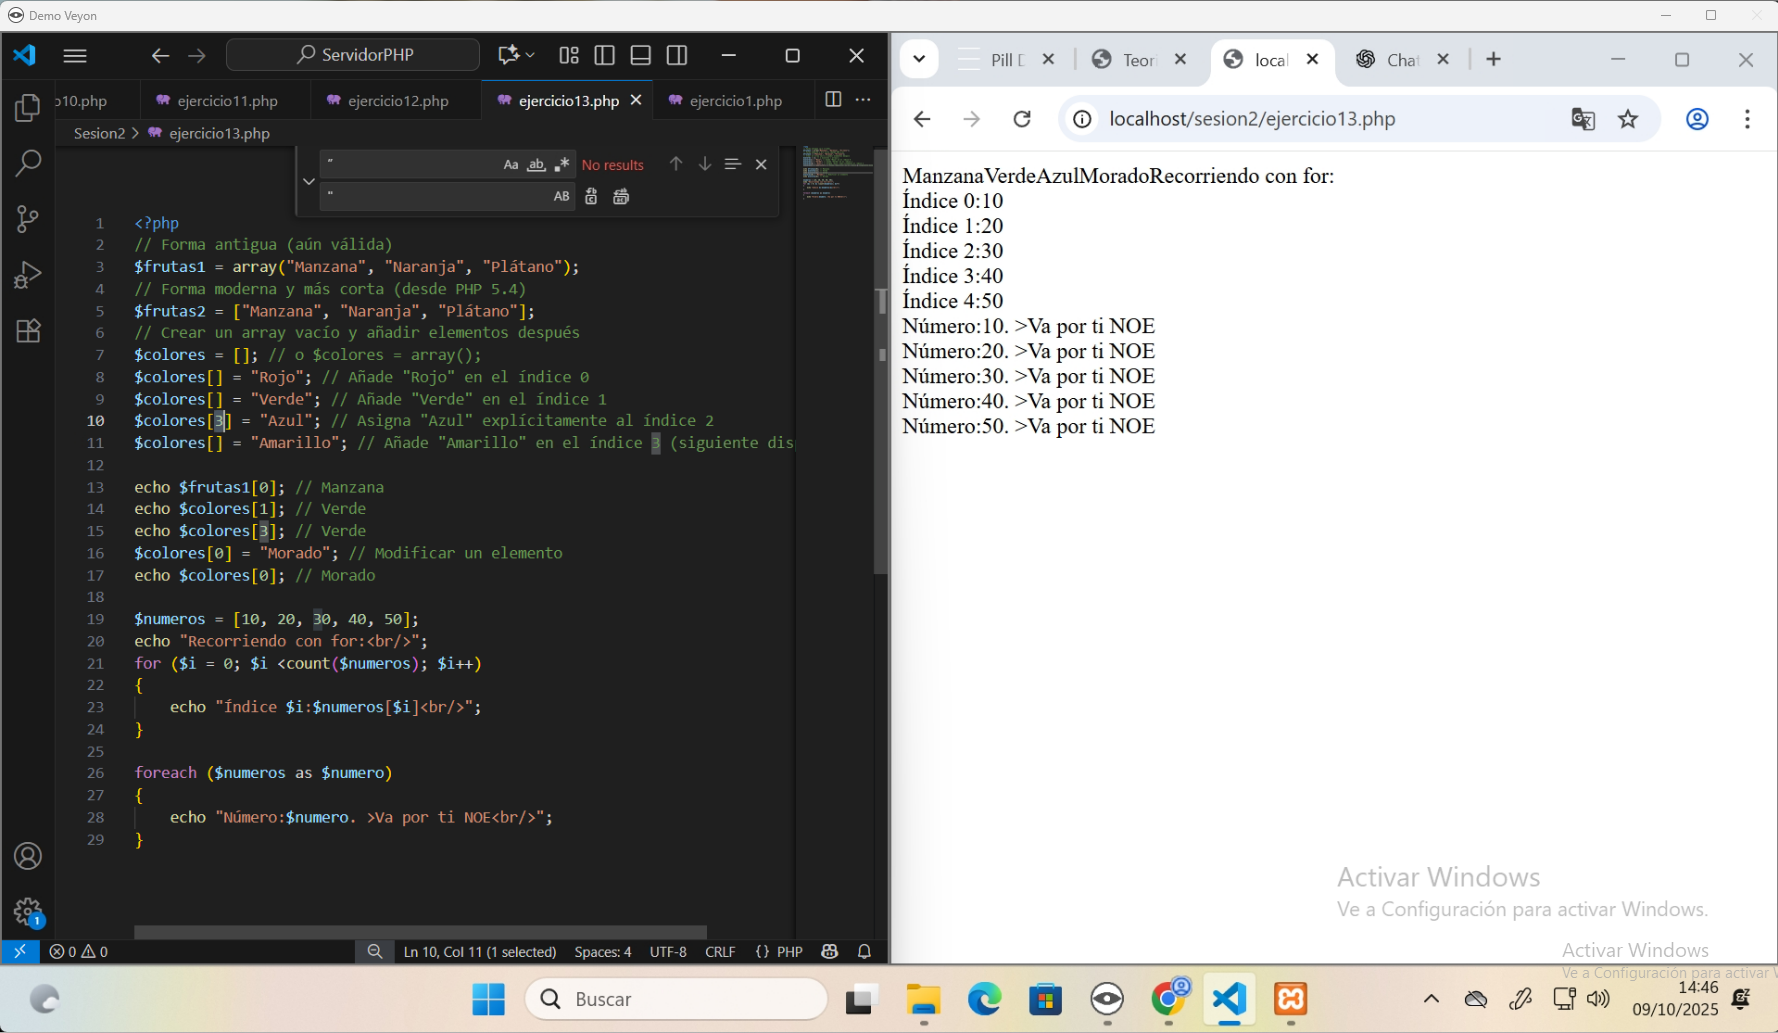 Demo Veyon
ServidorPHP
o10.php
ejercicio11.php
ejercicio12.php
ejercicio13.php
ejercicio1.php
Sesion2 > ejercicio13.php
" Aa ab .* No results
" AB
1 <?php
2 // Forma antigua (aún válida)
3 $frutas1 = array("Manzana", "Naranja", "Plátano");
4 // Forma moderna y más corta (desde PHP 5.4)
5 $frutas2 = ["Manzana", "Naranja", "Plátano"];
6 // Crear un array vacío y añadir elementos después
7 $colores = []; // o $colores = array();
8 $colores[] = "Rojo"; // Añade "Rojo" en el índice 0
9 $colores[] = "Verde"; // Añade "Verde" en el índice 1
10 $colores[3] = "Azul"; // Asigna "Azul" explícitamente al índice 2
11 $colores[] = "Amarillo"; // Añade "Amarillo" en el índice 3 (siguiente dis
12
13 echo $frutas1[0]; // Manzana
14 echo $colores[1]; // Verde
15 echo $colores[3]; // Verde
16 $colores[0] = "Morado"; // Modificar un elemento
17 echo $colores[0]; // Morado
18
19 $numeros = [10, 20, 30, 40, 50];
20 echo "Recorriendo con for:<br/>";
21 for ($i = 0; $i <count($numeros); $i++)
22 {
23 echo "Índice $i:$numeros[$i]<br/>";
24 }
25
26 foreach ($numeros as $numero)
27 {
28 echo "Número:$numero. >Va por ti NOE<br/>";
29 }
1
0 0
Ln 10, Col 11 (1 selected)
Spaces: 4
UTF-8
CRLF
{} PHP
Pill D
Teorí
local
Chat
localhost/sesion2/ejercicio13.php
ManzanaVerdeAzulMoradoRecorriendo con for:
Índice 0:10
Índice 1:20
Índice 2:30
Índice 3:40
Índice 4:50
Número:10. >Va por ti NOE
Número:20. >Va por ti NOE
Número:30. >Va por ti NOE
Número:40. >Va por ti NOE
Número:50. >Va por ti NOE
Activar Windows
Ve a Configuración para activar Windows.
Activar Windows
Ve a Configuración para activar
Buscar
14:46
09/10/2025